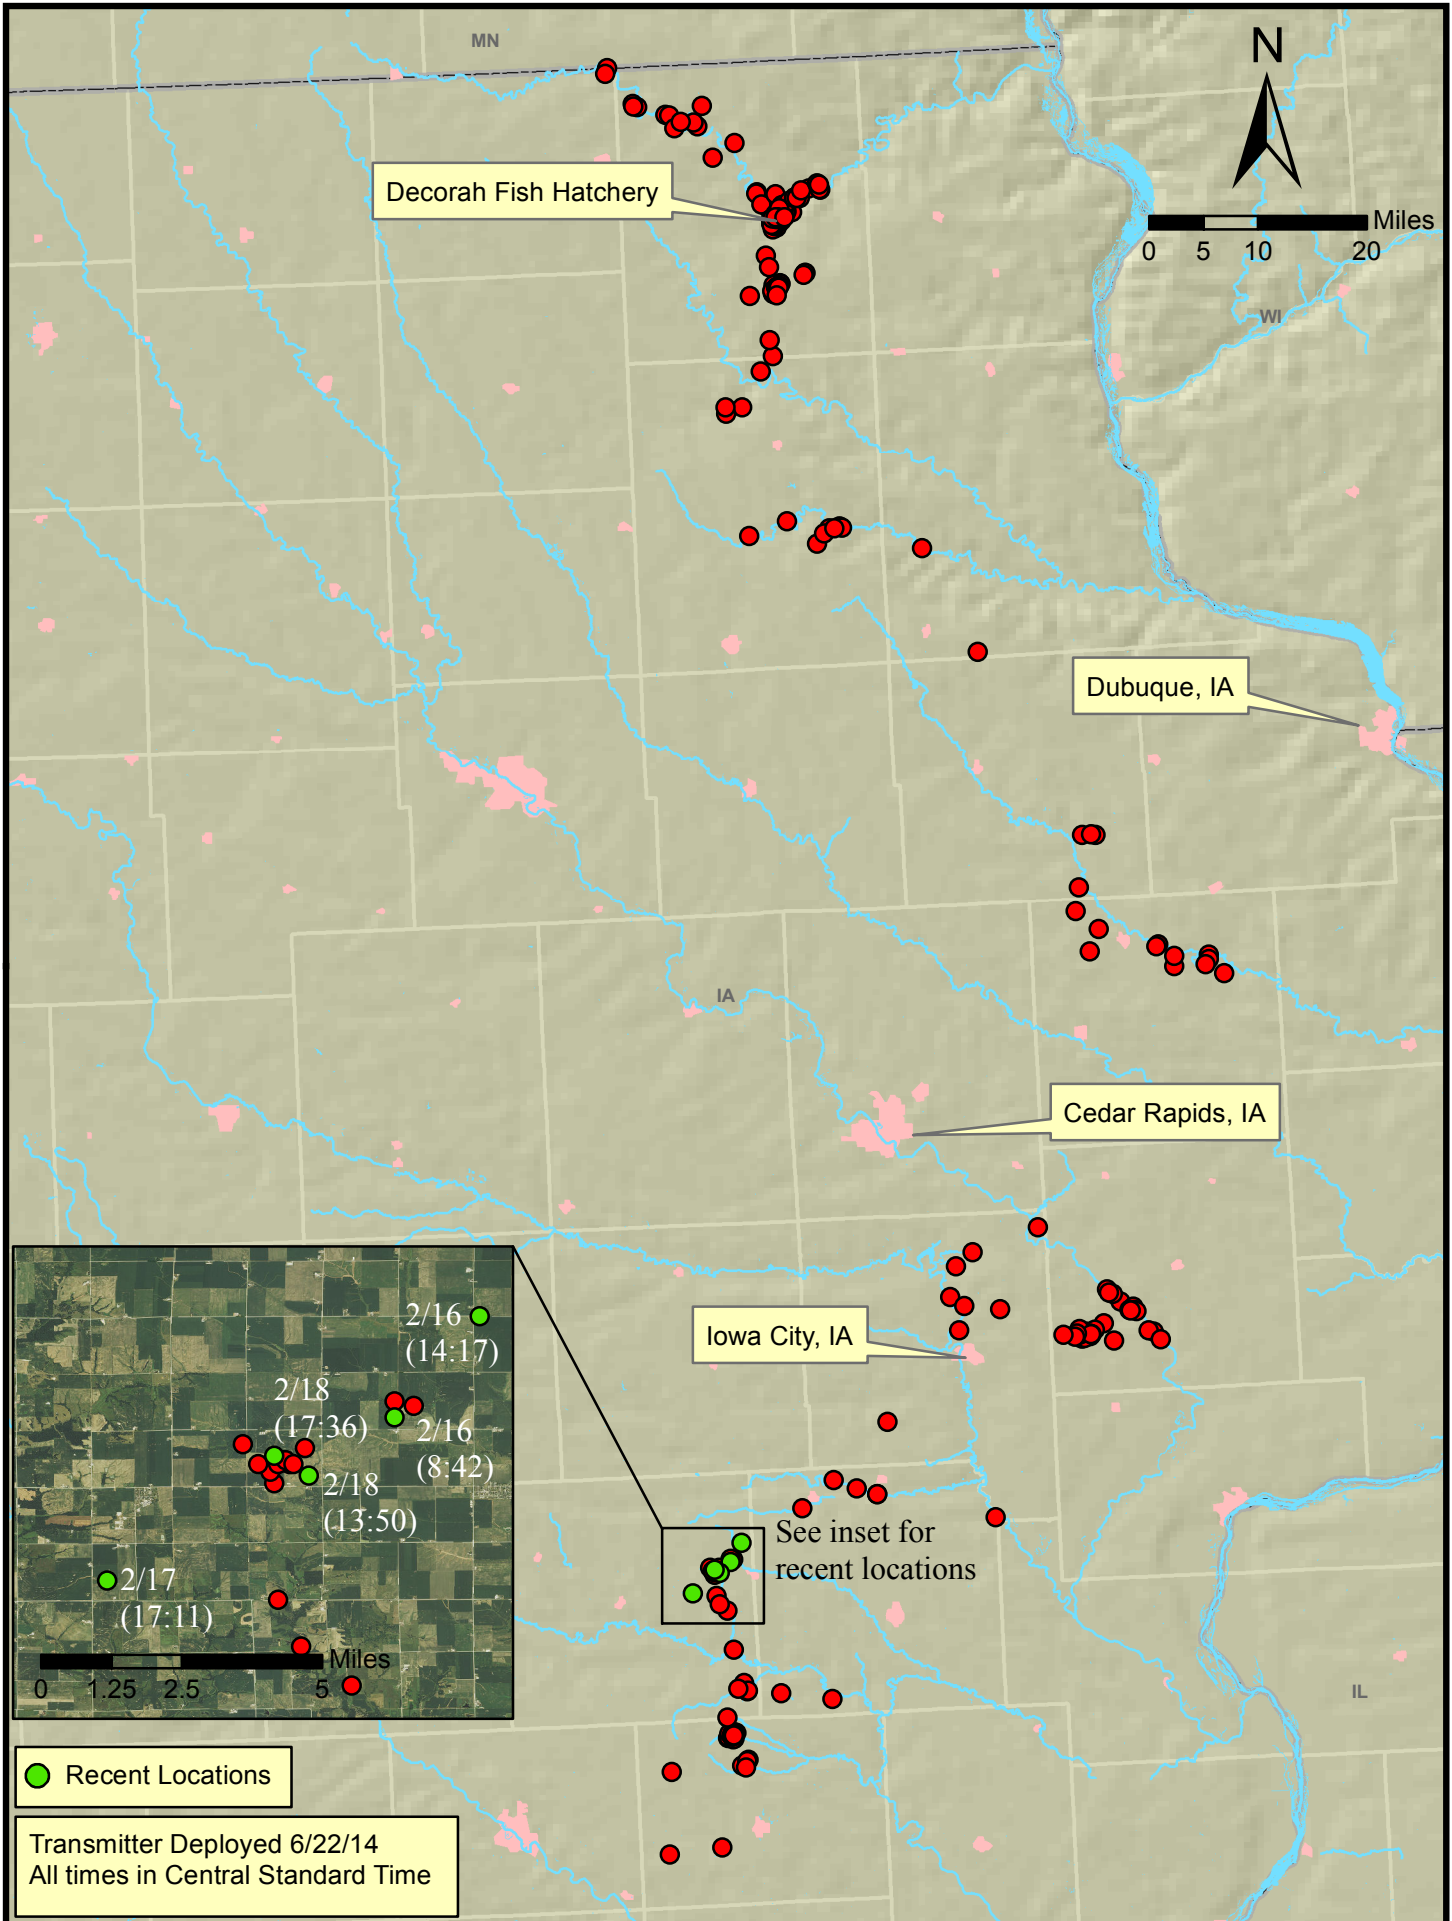 MN
N
Decorah Fish Hatchery
Miles
0 5 10 20
WI
Dubuque, IA
IA
Cedar Rapids, IA
Iowa City, IA
2/16
(14:17)
2/18
(17:36)
2/16
(8:42)
2/18
(13:50)
2/17
(17:11)
Miles
0 1.25 2.5 5
See inset for
recent locations
IL
Recent Locations
Transmitter Deployed 6/22/14
All times in Central Standard Time